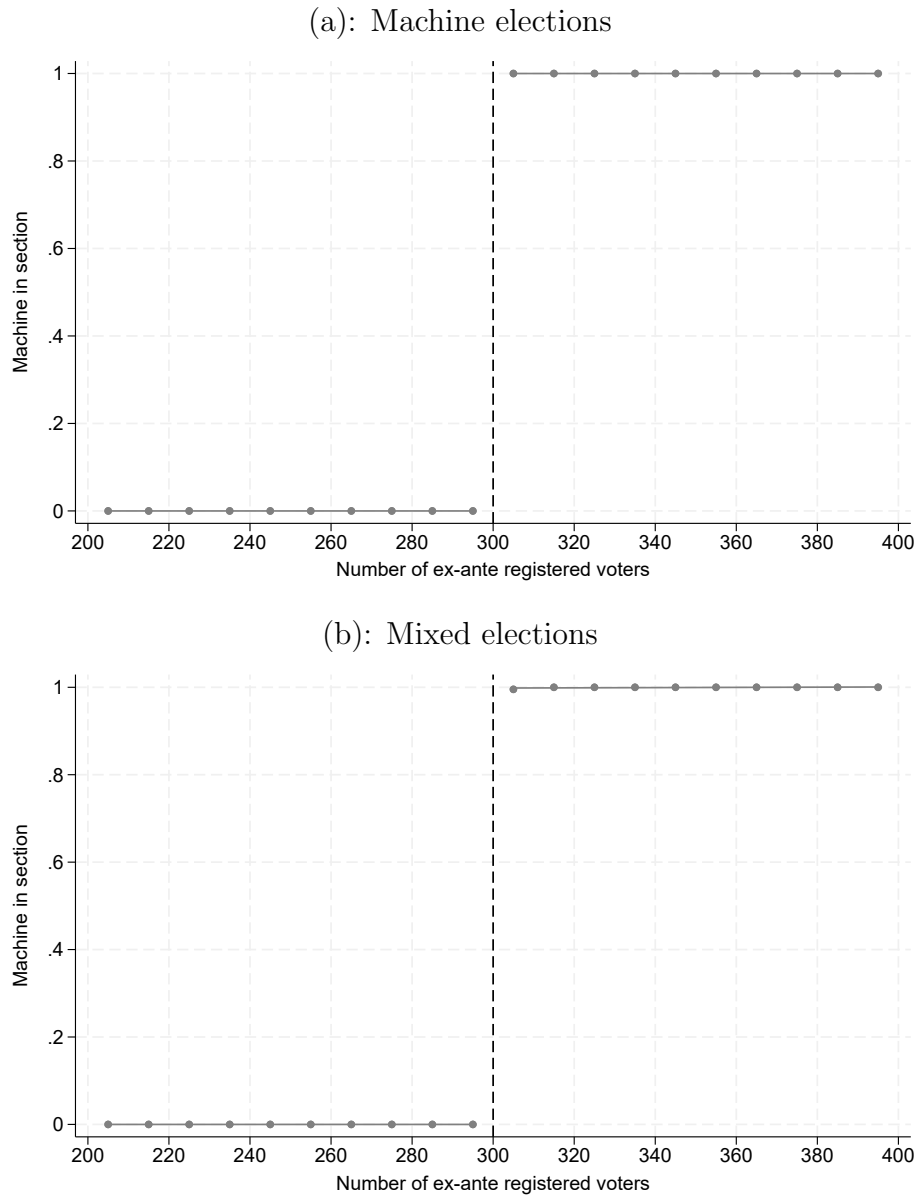 (a): Machine elections
1
.8
.6
.4
.2
0
Machine in section
200 220 240 260 280 300 320 340 360 380 400
Number of ex-ante registered voters
(b): Mixed elections
1
.8
.6
.4
.2
0
Machine in section
200 220 240 260 280 300 320 340 360 380 400
Number of ex-ante registered voters